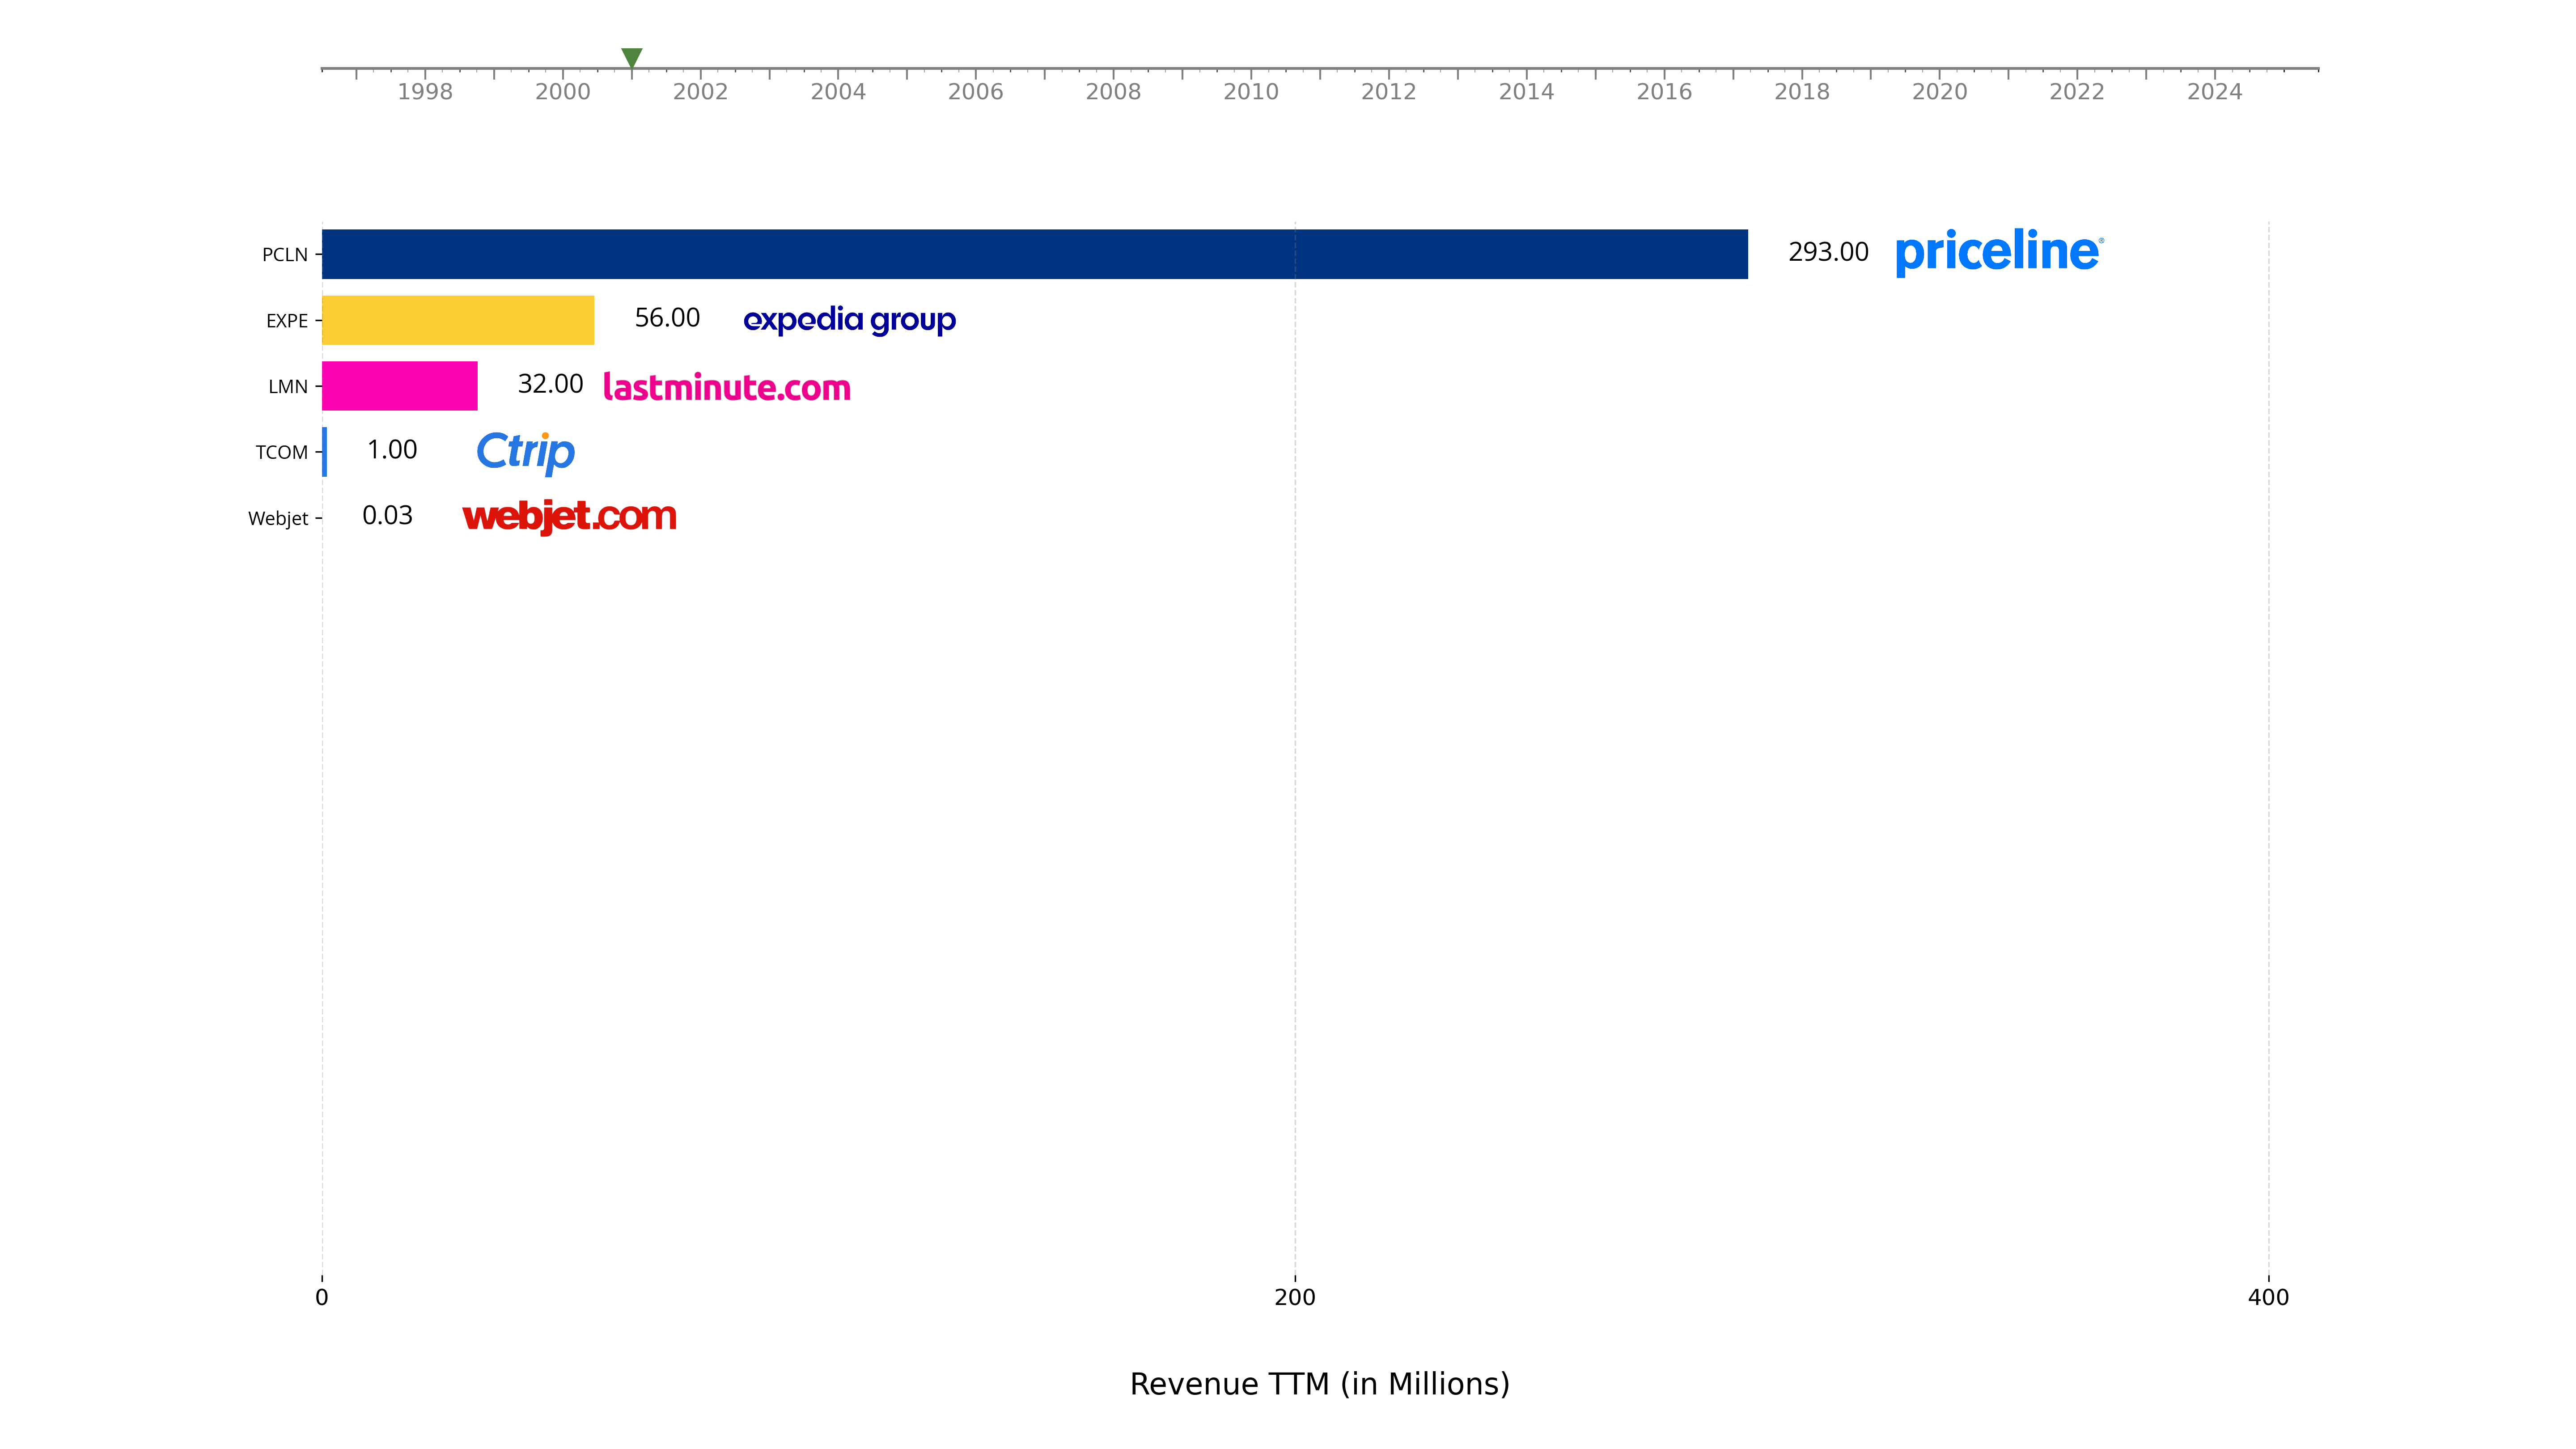 1998 2000 2002 2004 2006 2008 2010 2012 2014 2016 2018 2020 2022 2024
PCLN 293.00 priceline®
EXPE 56.00 expedia group
LMN 32.00 lastminute.com
TCOM 1.00 Ctrip
Webjet 0.03 webjet.com
0 200 400
Revenue TTM (in Millions)